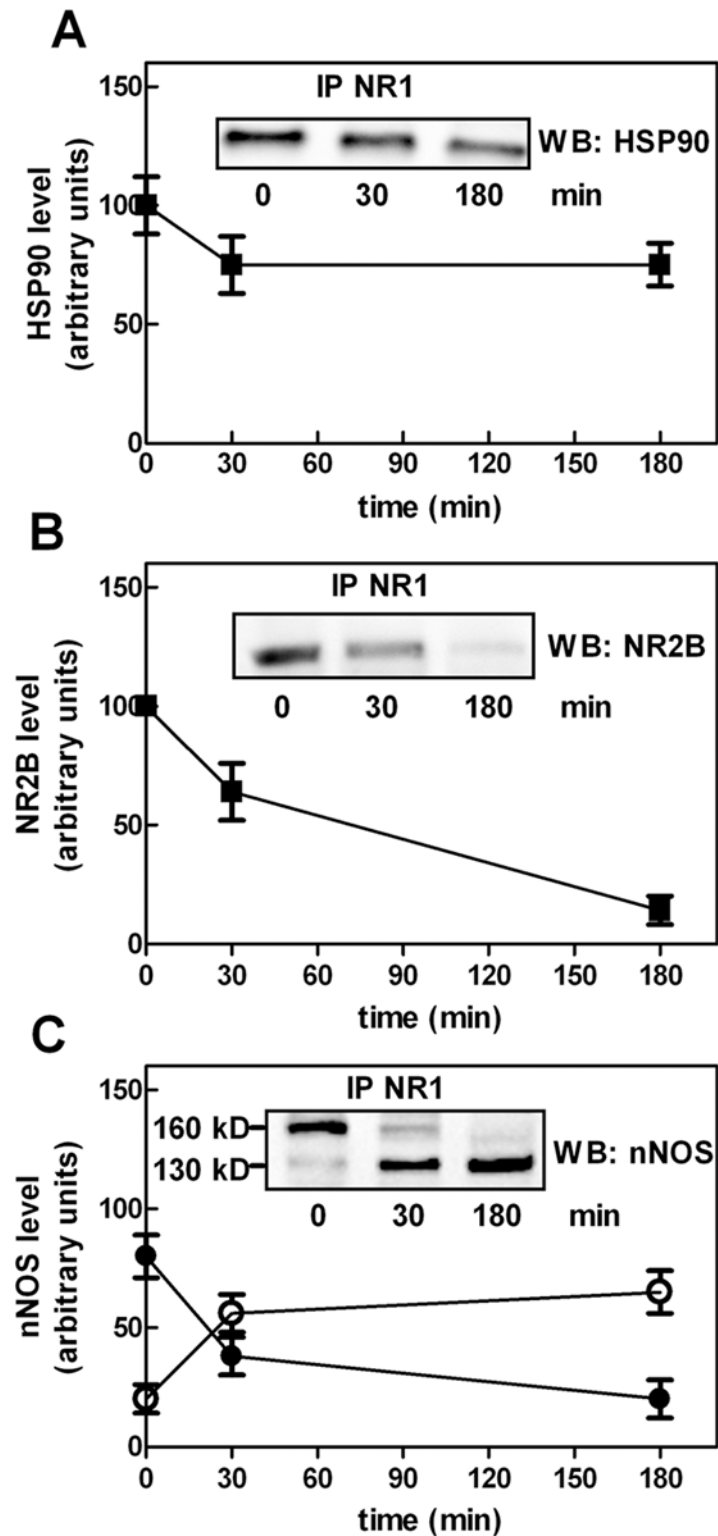 A
IP NR1
WB: HSP90
0 30 180 min
HSP90 level
(arbitrary units)
150
100
50
0
0 30 60 90 120 150 180
time (min)
B
IP NR1
WB: NR2B
0 30 180 min
NR2B level
(arbitrary units)
150
100
50
0
0 30 60 90 120 150 180
time (min)
C
IP NR1
160 kD
130 kD
WB: nNOS
0 30 180 min
nNOS level
(arbitrary units)
150
100
50
0
0 30 60 90 120 150 180
time (min)